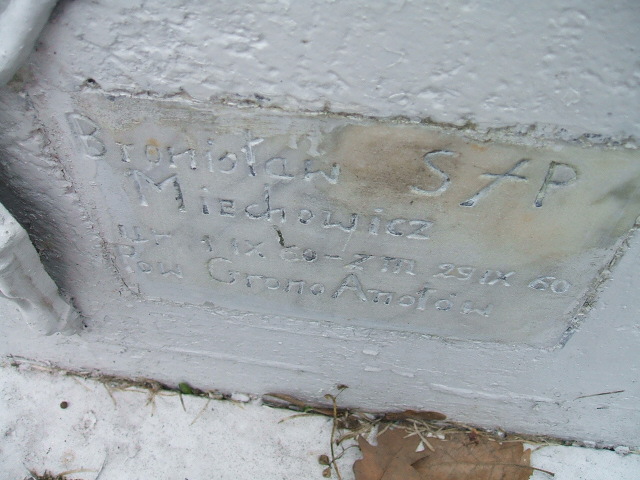 Bronisław S+P
Miechowicz
ur 1 IX 60 - Zm 29 IX 60
Pow Grono Aniołów